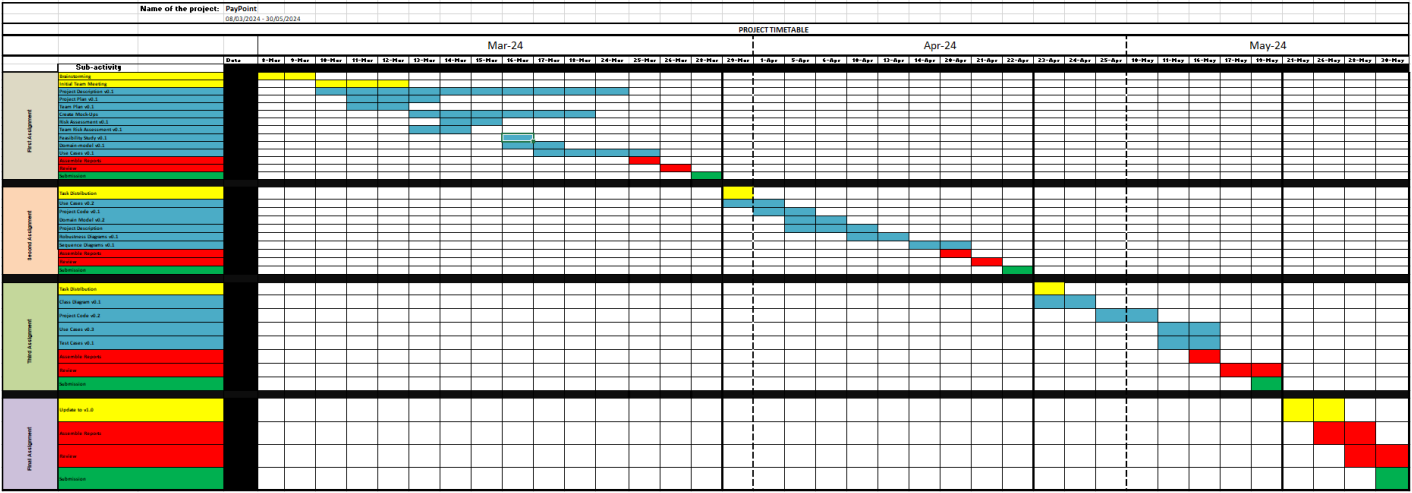 Name of the project: PayPoint
08/03/2024 - 30/05/2024
PROJECT TIMETABLE
Mar-24 Apr-24 May-24
Date 8-Mar 9-Mar 10-Mar 11-Mar 12-Mar 13-Mar 14-Mar 15-Mar 16-Mar 17-Mar 24-Mar 25-Mar 26-Mar 28-Mar 29-Mar 1-Apr 5-Apr 6-Apr 10-Apr 13-Apr 14-Apr 20-Apr 21-Apr 22-Apr 23-Apr 24-Apr 25-Apr 10-May 11-May 16-May 17-May 19-May 21-May 26-May 28-May 30-May
Sub-activity
First Assignment
Brainstorming
Initial Team Meeting
Project Description v0.1
Project Plan v0.1
Team Plan v0.1
Create Mock-Ups
Risk Assessment v0.1
Team Risk Assessment v0.1
Feasibility Study v0.1
Domain-model v0.1
Use Cases v0.1
Assemble Reports
Review
Submission
Second Assignment
Task Distribution
Use Cases v0.2
Project Code v0.1
Domain Model v0.2
Project Description
Robustness Diagrams v0.1
Sequence Diagrams v0.1
Assemble Reports
Review
Submission
Third Assignment
Task Distribution
Class Diagram v0.1
Project Code v0.2
Use Cases v0.3
Test Cases v0.1
Assemble Reports
Review
Submission
Final Assignment
Update to v1.0
Assemble Reports
Review
Submission